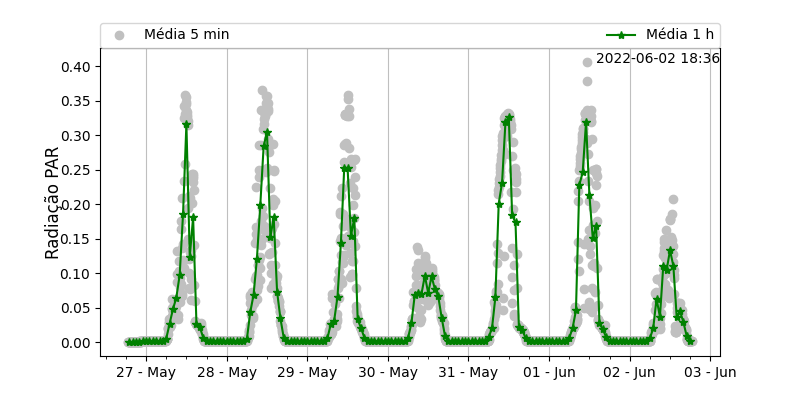 Média 5 min
Média 1 h
2022-06-02 18:36
Radiação PAR
0.40
0.35
0.30
0.25
0.20
0.15
0.10
0.05
0.00
27 - May
28 - May
29 - May
30 - May
31 - May
01 - Jun
02 - Jun
03 - Jun